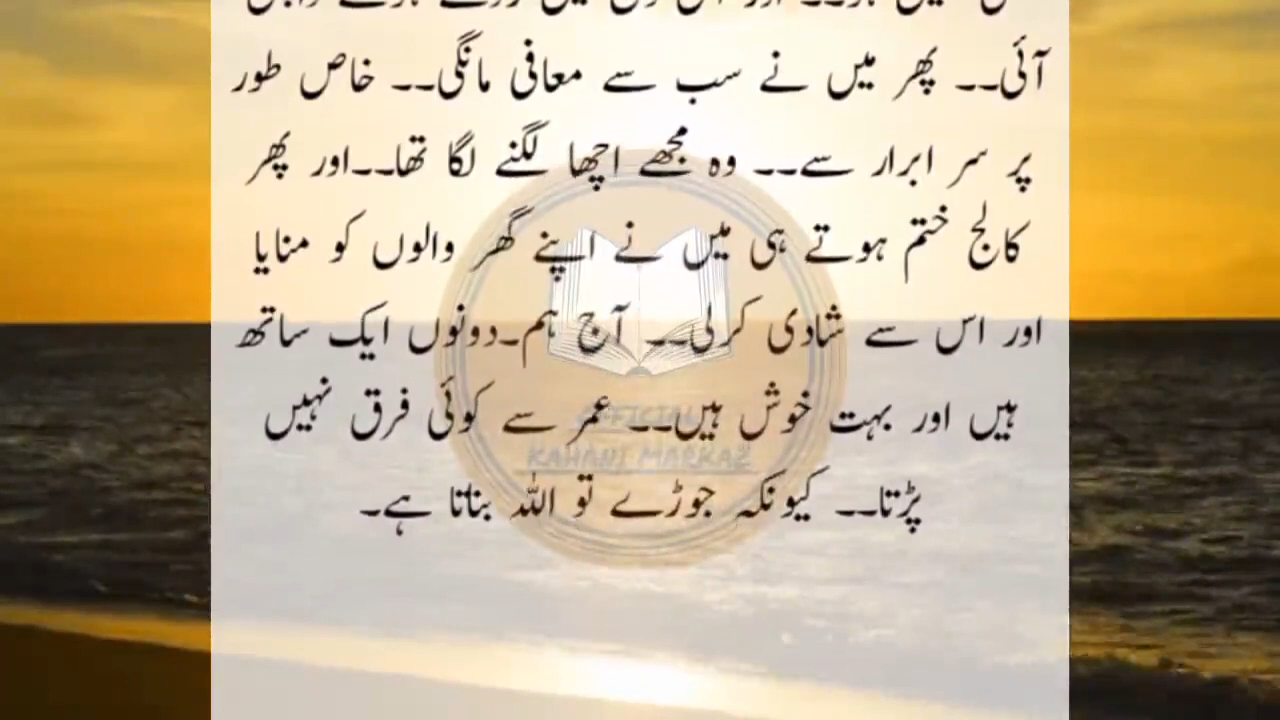 آئی۔۔ پھر میں نے سب سے معافی مانگی۔۔ خاص طور
پر سر ابرار سے۔۔ وہ مجھے اچھا لگنے لگا تھا۔۔اور پھر
کالج ختم ہوتے ہی میں نے اپنے گھر والوں کو منایا
اور اس سے شادی کرلی۔۔ آج ہم۔دونوں ایک ساتھ
ہیں اور بہت خوش ہیں۔۔ عمر سے کوئی فرق نہیں
پڑتا۔۔ کیونکہ جوڑے تو اللہ بناتا ہے۔
OFFICIAL
KAHANI MARKAZ